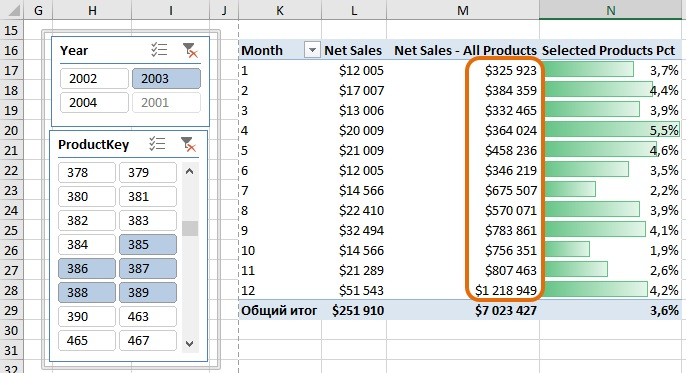 G H I J K L M N
15
16 Month Net Sales Net Sales - All Products Selected Products Pct
17 1 $12 005 $325 923 3,7%
18 2 $17 007 $384 359 4,4%
19 3 $13 006 $332 465 3,9%
20 4 $20 009 $364 024 5,5%
21 5 $21 009 $458 236 4,6%
22 6 $12 005 $346 219 3,5%
23 7 $14 566 $675 507 2,2%
24 8 $22 410 $570 071 3,9%
25 9 $32 494 $783 861 4,1%
26 10 $14 566 $756 351 1,9%
27 11 $21 289 $807 463 2,6%
28 12 $51 543 $1 218 949 4,2%
29 Общий итог $251 910 $7 023 427 3,6%
30
31
32
Year
2002 2003
2004 2001
ProductKey
378 379
380 381
382 383
384 385
386 387
388 389
390 463
465 467